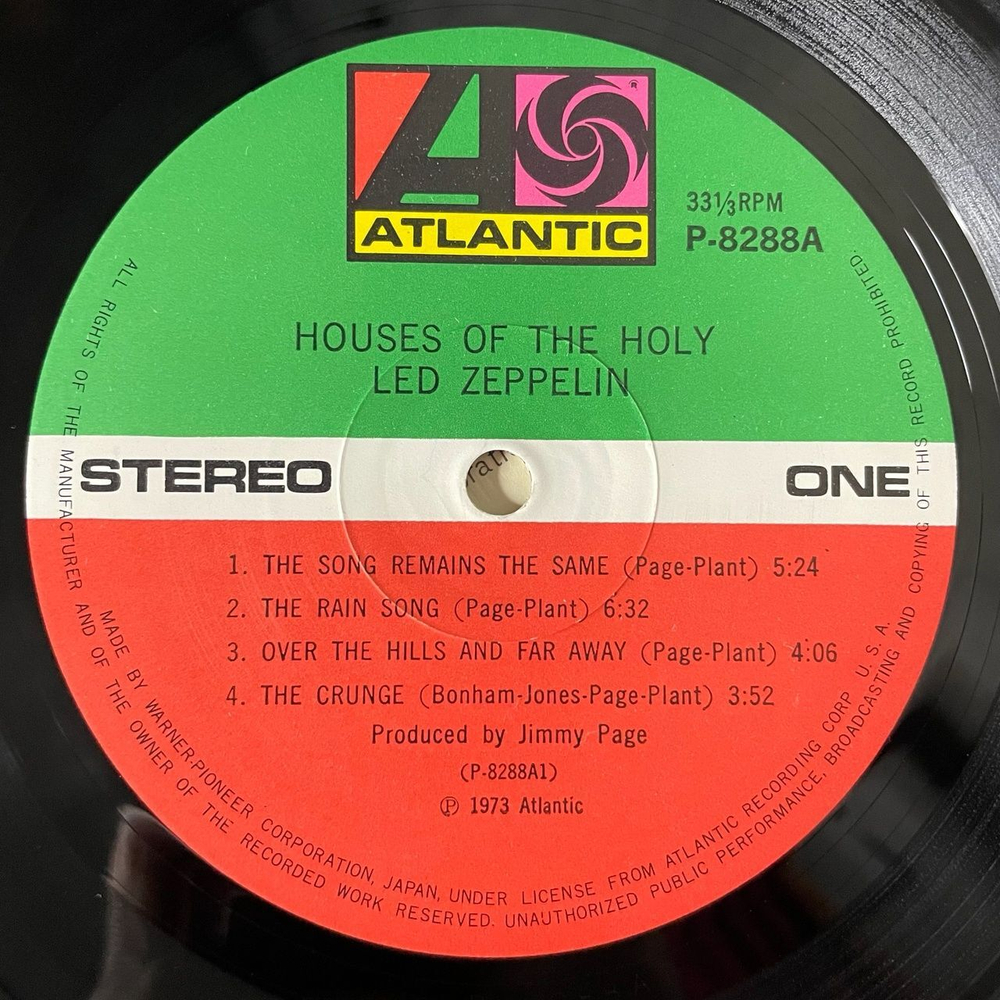 A
®
ATLANTIC
33⅓RPM
P-8288A
HOUSES OF THE HOLY
LED ZEPPELIN
STEREO
ONE
1. THE SONG REMAINS THE SAME (Page-Plant) 5:24
2. THE RAIN SONG (Page-Plant) 6:32
3. OVER THE HILLS AND FAR AWAY (Page-Plant) 4:06
4. THE CRUNGE (Bonham-Jones-Page-Plant) 3:52
Produced by Jimmy Page
(P-8288A1)
Ⓟ 1973 Atlantic
MADE BY WARNER-PIONEER CORPORATION, JAPAN, UNDER LICENSE FROM ATLANTIC RECORDING CORP U. S. A.
ALL RIGHTS OF THE MANUFACTURER AND OF THE OWNER OF THE RECORDED WORK RESERVED. UNAUTHORIZED PUBLIC PERFORMANCE, BROADCASTING AND COPYING OF THIS RECORD PROHIBITED.